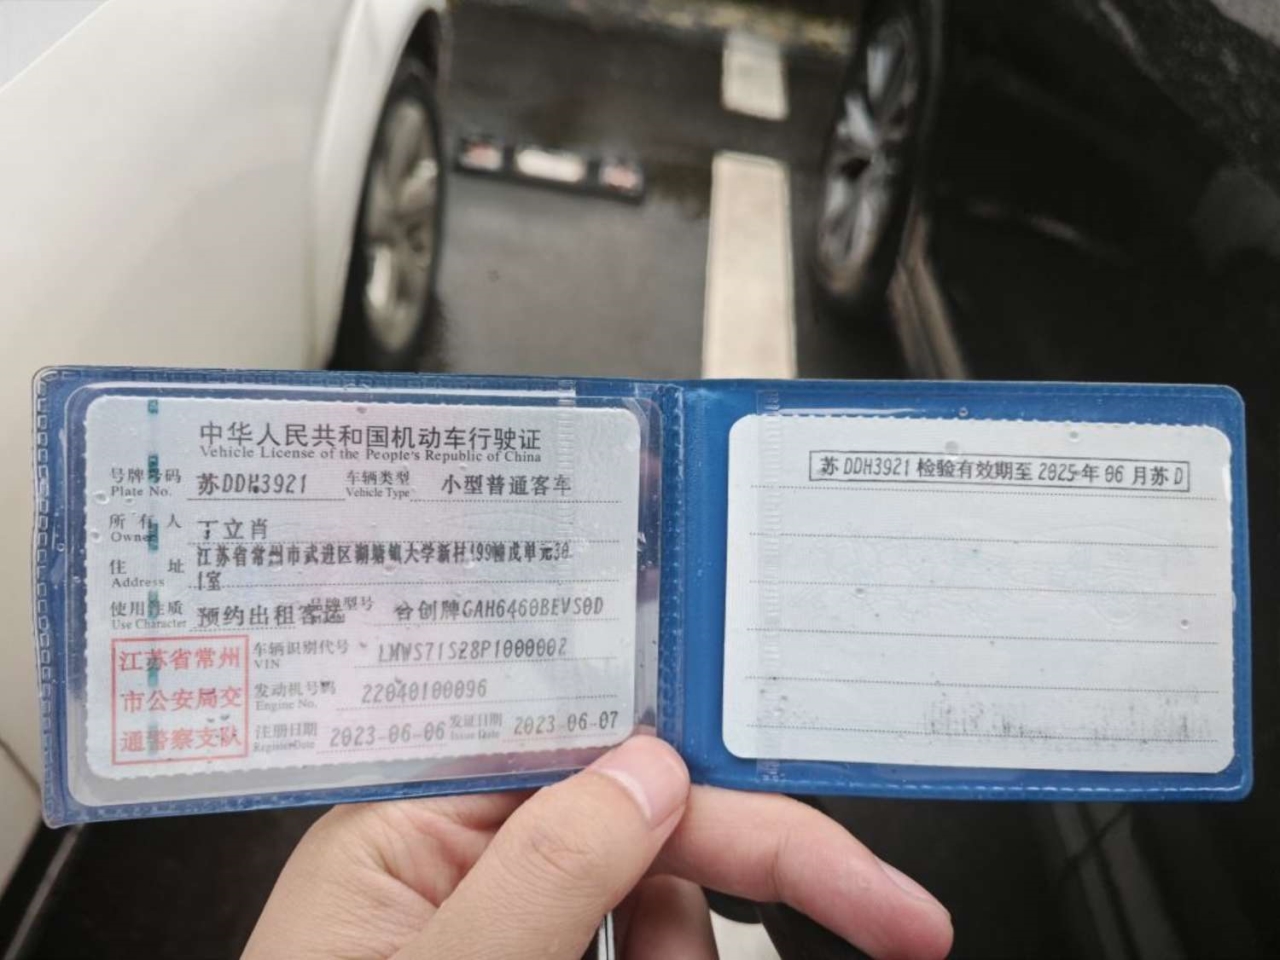 中华人民共和国机动车行驶证
Vehicle License of the People's Republic of China
号牌号码 苏DDH3921 车辆类型 小型普通客车
Plate No. Vehicle Type
所有人 丁立肖
Owner
住址 江苏省常州市武进区湖塘镇大学新村199幢戊单元30
Address 1室
使用性质 预约出租客运 品牌型号 合创牌GAH6460BEVS0D
Use Character
江苏省常州
市公安局交
通警察支队
车辆识别代号 LNWS71S28P1000002
VIN
发动机号码 22040100096
Engine No.
注册日期 2023-06-06 发证日期 2023-06-07
Register Date Issue Date
苏DDH3921检验有效期至2025年06月苏D